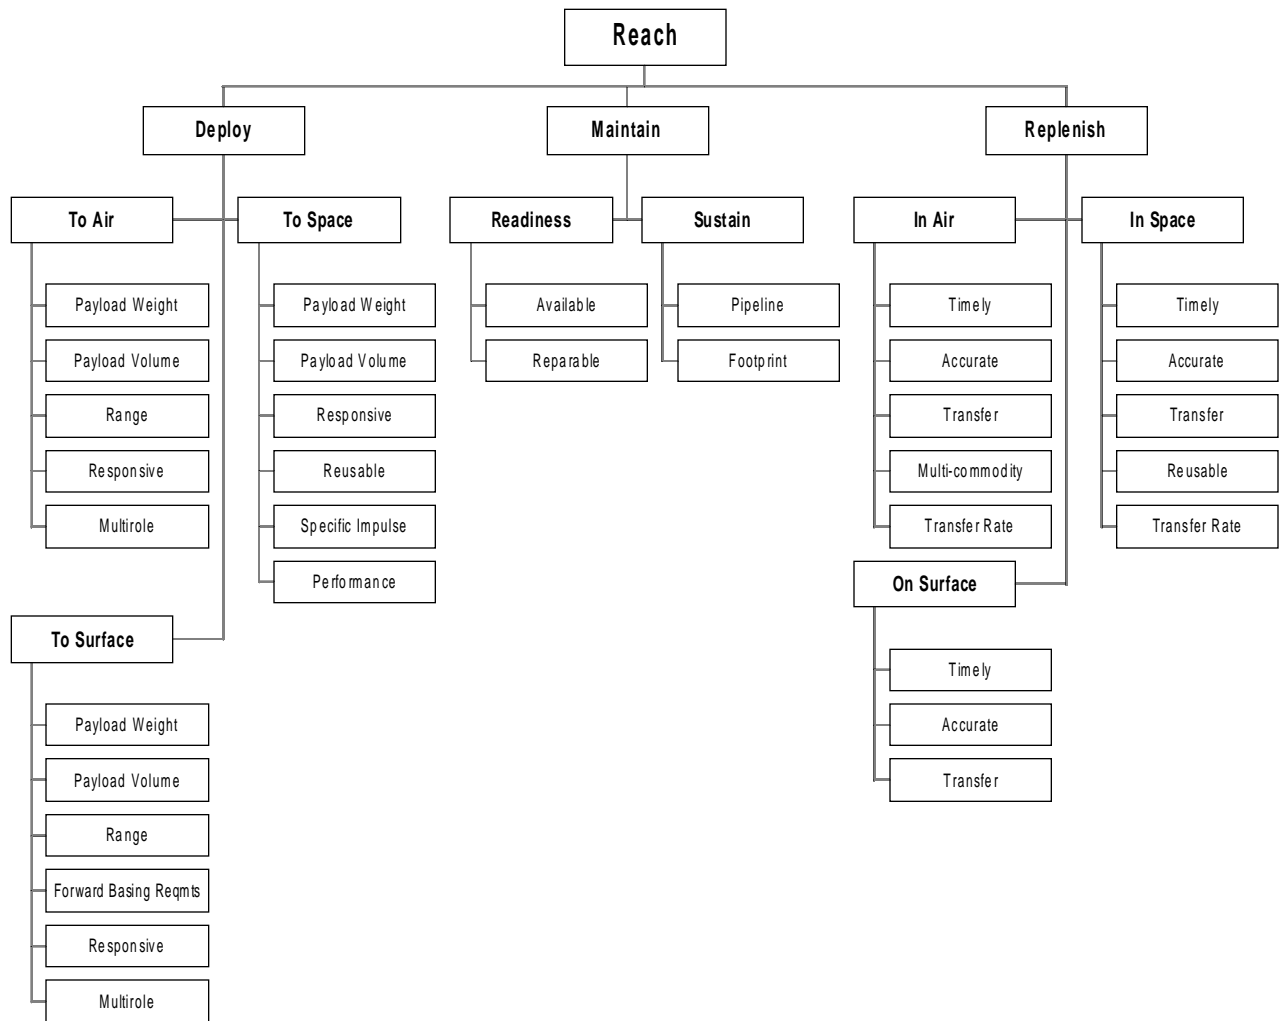 Reach
Deploy
Maintain
Replenish
To Air
To Space
Readiness
Sustain
In Air
In Space
Payload Weight
Payload Volume
Range
Responsive
Multirole
Payload Weight
Payload Volume
Responsive
Reusable
Specific Impulse
Performance
Available
Reparable
Pipeline
Footprint
Timely
Accurate
Transfer
Multi-commodity
Transfer Rate
Timely
Accurate
Transfer
Reusable
Transfer Rate
To Surface
Payload Weight
Payload Volume
Range
Forward Basing Reqmts
Responsive
Multirole
On Surface
Timely
Accurate
Transfer